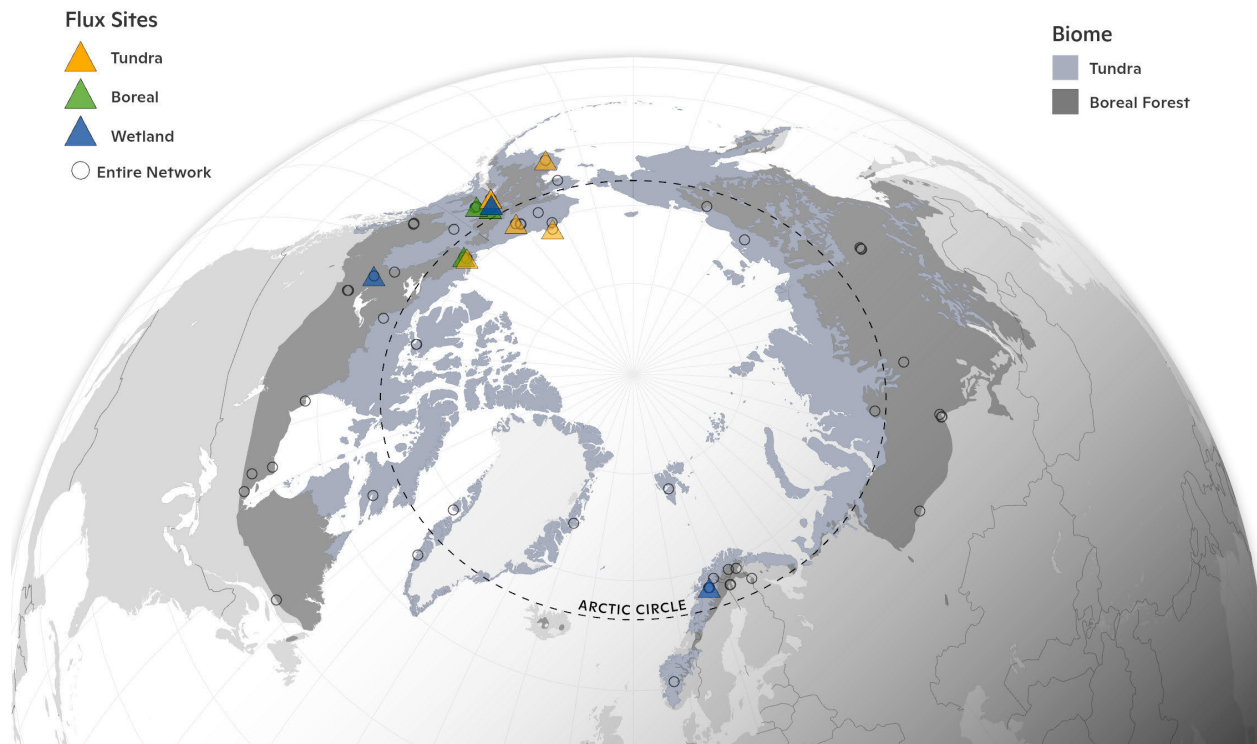 Flux Sites
Tundra
Boreal
Wetland
Entire Network
Biome
Tundra
Boreal Forest
ARCTIC CIRCLE